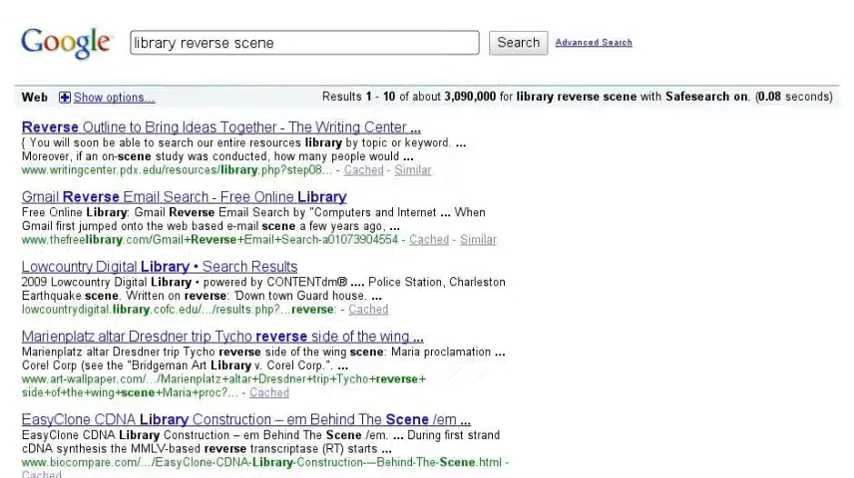 Google library reverse scene Search Advanced Search
Web Show options... Results 1 - 10 of about 3,090,000 for library reverse scene with Safesearch on. (0.08 seconds)
Reverse Outline to Bring Ideas Together - The Writing Center ...
{ You will soon be able to search our entire resources library by topic or keyword. ...
Moreover, if an on-scene study was conducted, how many people would ...
www.writingcenter.pdx.edu/resources/library.php?step08... - Cached - Similar
Gmail Reverse Email Search - Free Online Library
Free Online Library: Gmail Reverse Email Search by "Computers and Internet ... When
Gmail first jumped onto the web based e-mail scene a few years ago, ...
www.thefreelibrary.com/Gmail+Reverse+Email+Search-a01073904554 - Cached - Similar
Lowcountry Digital Library • Search Results
2009 Lowcountry Digital Library • powered by CONTENTdm® .... Police Station, Charleston
Earthquake scene. Written on reverse: 'Down town Guard house. ...
lowcountrydigital.library.cofc.edu/.../results.php?...reverse: - Cached
Marienplatz altar Dresdner trip Tycho reverse side of the wing ...
Marienplatz altar Dresdner trip Tycho reverse side of the wing scene: Maria proclamation ...
Corel Corp (see the "Bridgeman Art Library v. Corel Corp.". ...
www.art-wallpaper.com/.../Marienplatz+altar+Dresdner+trip+Tycho+reverse+
side+of+the+wing+scene+Maria+proc?... - Cached
EasyClone CDNA Library Construction – em Behind The Scene /em ...
EasyClone CDNA Library Construction – em Behind The Scene /em. ... During first strand
cDNA synthesis the MMLV-based reverse transcriptase (RT) starts ...
www.biocompare.com/.../EasyClone-CDNA-Library-Construction-–-Behind-The-Scene.html -
Cached